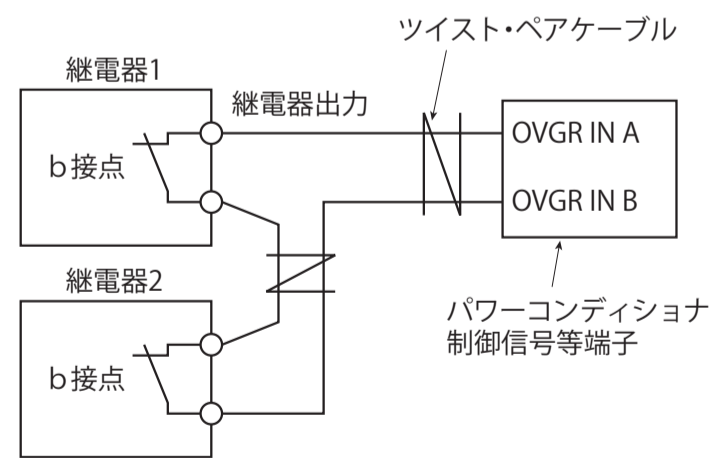 ツイスト・ペアケーブル
継電器1
継電器出力
OVGR IN A
b接点
OVGR IN B
継電器2
パワーコンディショナ
制御信号等端子
b接点